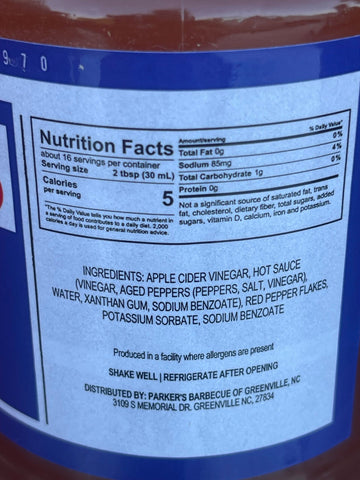 9 7 0
Nutrition Facts
about 16 servings per container
Serving size 2 tbsp (30 mL)
Calories
per serving 5
*The % Daily Value tells you how much a nutrient in
a serving of food contributes to a daily diet. 2,000
calories a day is used for general nutrition advice.
Amount/serving % Daily Value*
Total Fat 0g 0%
Sodium 85mg 4%
Total Carbohydrate 1g 0%
Protein 0g
Not a significant source of saturated fat, trans
fat, cholesterol, dietary fiber, total sugars, added
sugars, vitamin D, calcium, iron and potassium.
INGREDIENTS: APPLE CIDER VINEGAR, HOT SAUCE
(VINEGAR, AGED PEPPERS (PEPPERS, SALT, VINEGAR),
WATER, XANTHAN GUM, SODIUM BENZOATE), RED PEPPER FLAKES,
POTASSIUM SORBATE, SODIUM BENZOATE
Produced in a facility where allergens are present
SHAKE WELL | REFRIGERATE AFTER OPENING
DISTRIBUTED BY: PARKER'S BARBECUE OF GREENVILLE, NC
3109 S MEMORIAL DR. GREENVILLE NC, 27834